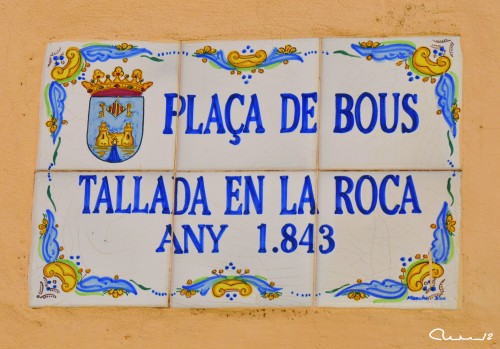 PLAÇA DE BOUS
TALLADA EN LA ROCA
ANY 1.843